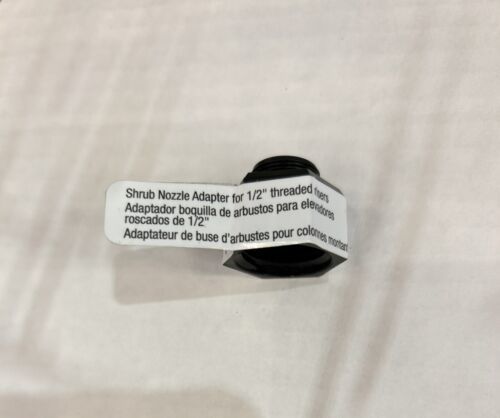 Shrub Nozzle Adapter for 1/2" threaded risers
Adaptador boquilla de arbustos para elevadores
roscados de 1/2"
Adaptateur de buse d'arbustes pour colonnes montant